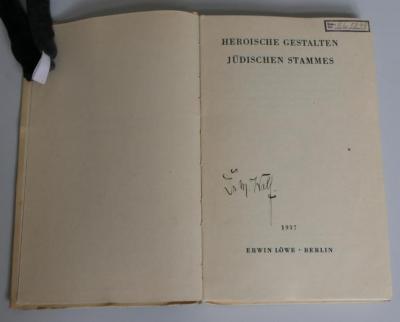 HEROISCHE GESTALTEN
JÜDISCHEN STAMMES
1937
ERWIN LÖWE · BERLIN